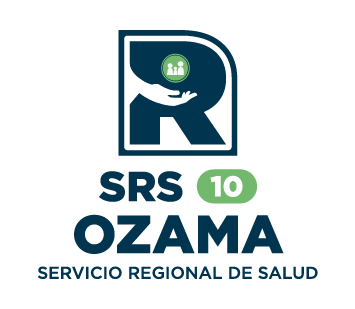 R
SRS 10
OZAMA
SERVICIO REGIONAL DE SALUD